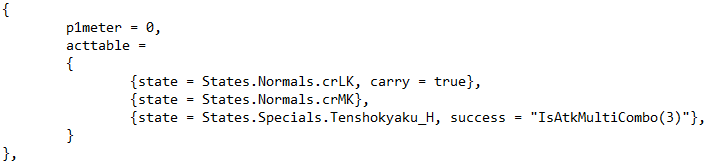 {
p1meter = 0,
acttable =
{
{state = States.Normals.crLK, carry = true},
{state = States.Normals.crMK},
{state = States.Specials.Tenshokyaku_H, success = "IsAtkMultiCombo(3)"},
}
},